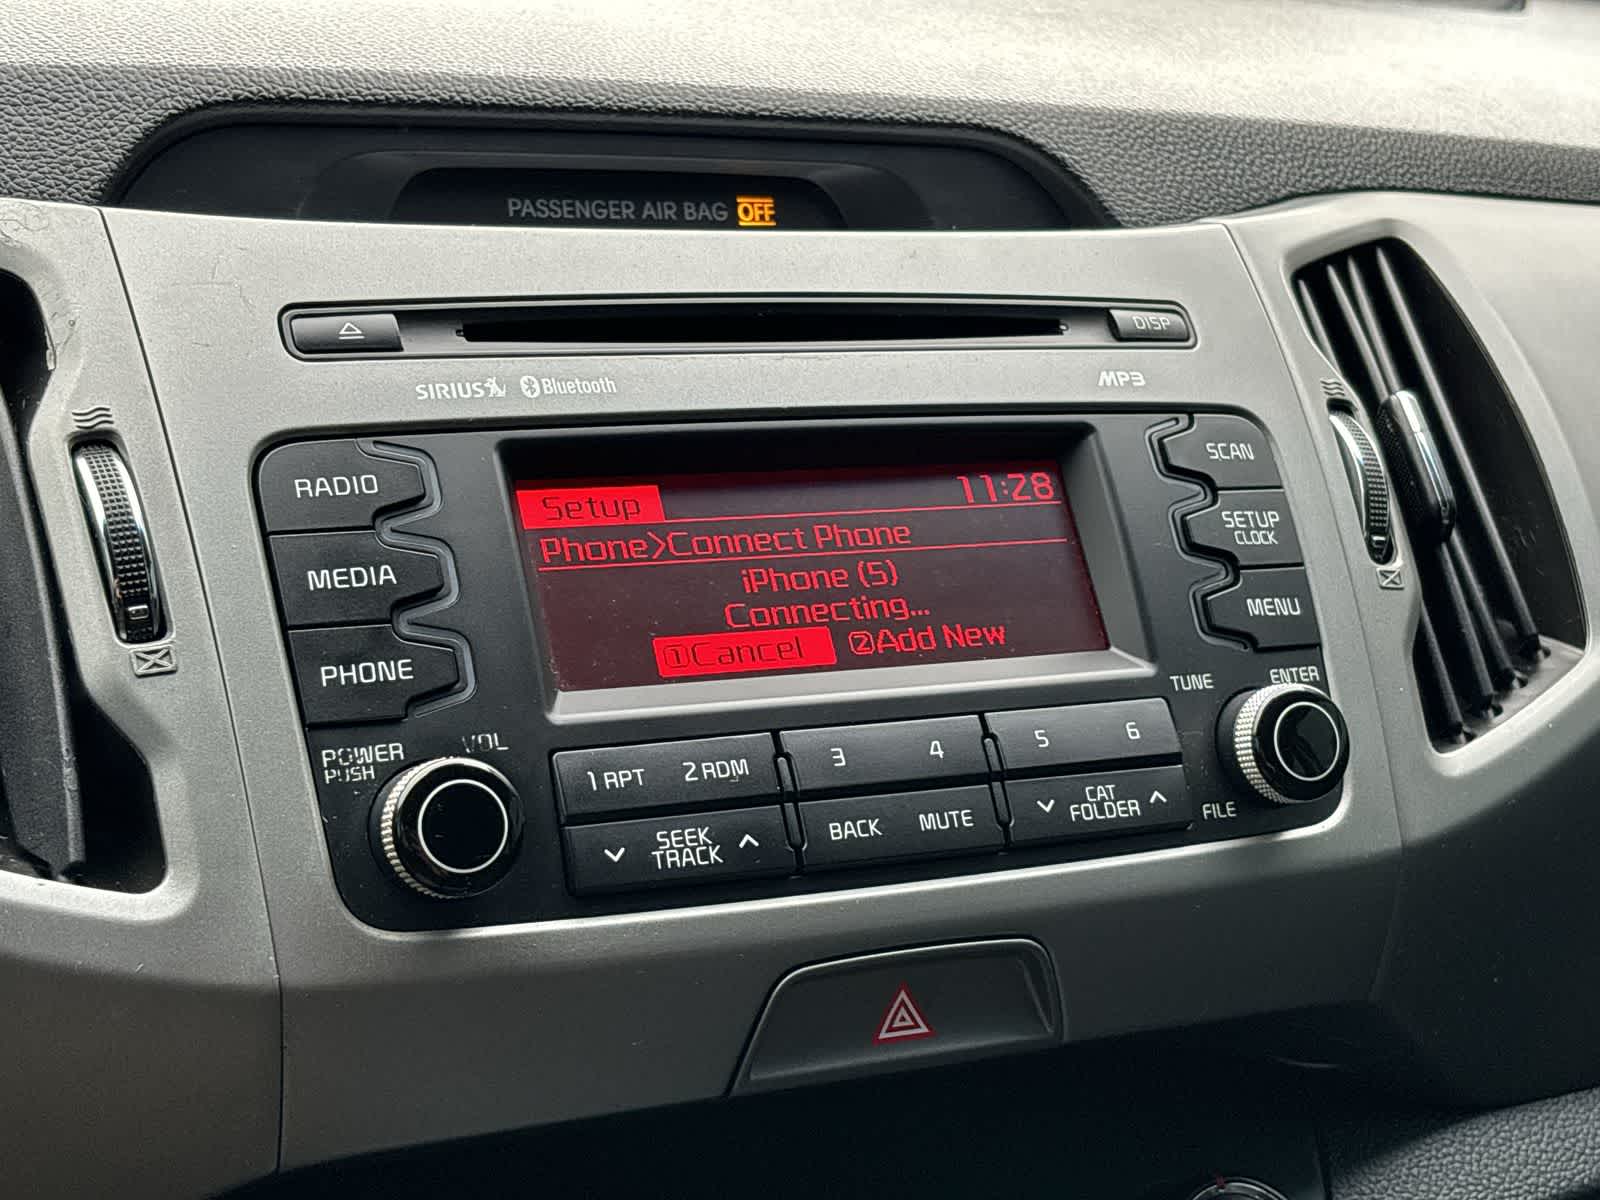 PASSENGER AIR BAG OFF
DISP
SIRIUS Bluetooth
MP3
RADIO
MEDIA
PHONE
Setup 11:28
Phone>Connect Phone
iPhone (5)
Connecting...
1Cancel 2Add New
SCAN
SETUP
CLOCK
MENU
POWER
PUSH
VOL
1 RPT 2 RDM
3 4
5 6
SEEK
TRACK
BACK MUTE
CAT
FOLDER
TUNE
ENTER
FILE